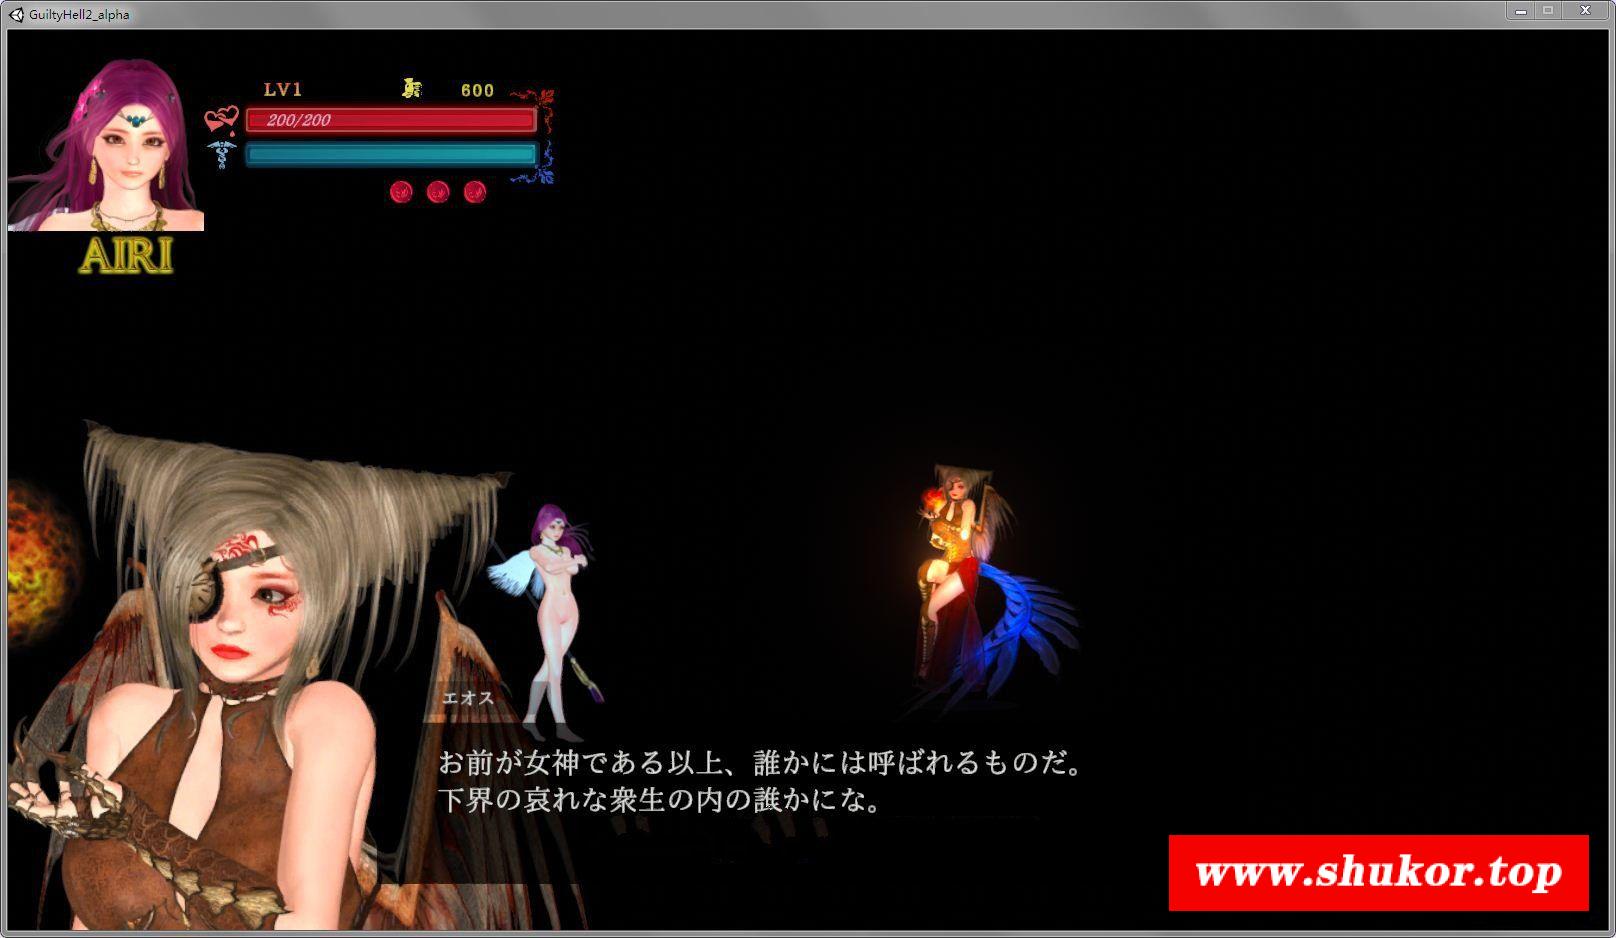 GuiltyHell2_alpha
LV1
600
200/200
AIRI
エオス
お前が女神である以上、誰かには呼ばれるものだ。
下界の哀れな衆生の内の誰かにな。
www.shukor.top